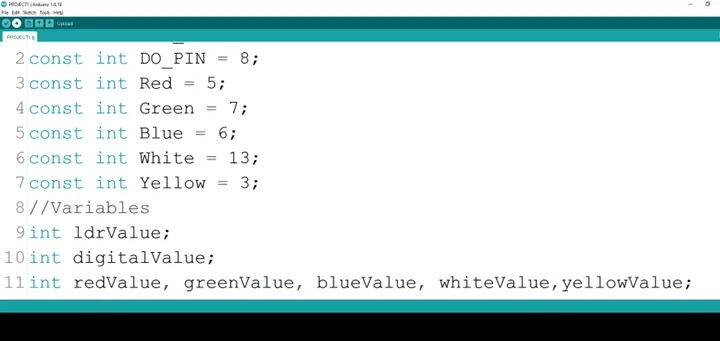 PROJECT1 | Arduino 1.8.19
File Edit Sketch Tools Help
Upload
PROJECT1 §
2 const int DO_PIN = 8;
3 const int Red = 5;
4 const int Green = 7;
5 const int Blue = 6;
6 const int White = 13;
7 const int Yellow = 3;
8 //Variables
9 int ldrValue;
10 int digitalValue;
11 int redValue, greenValue, blueValue, whiteValue,yellowValue;